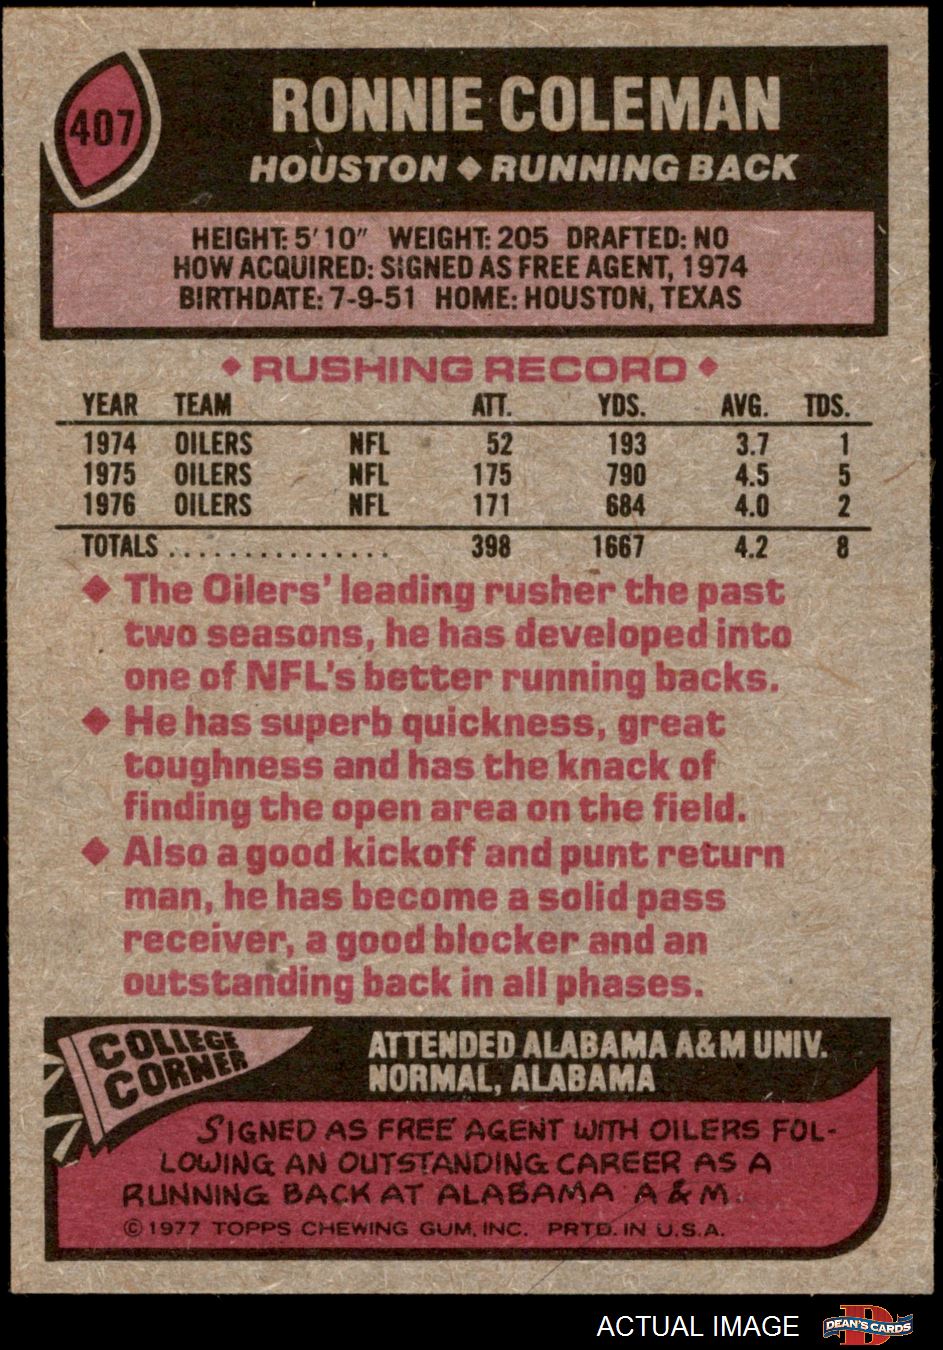 407
RONNIE COLEMAN
HOUSTON ◆ RUNNING BACK
HEIGHT: 5'10" WEIGHT: 205 DRAFTED: NO
HOW ACQUIRED: SIGNED AS FREE AGENT, 1974
BIRTHDATE: 7-9-51 HOME: HOUSTON, TEXAS
◆ RUSHING RECORD ◆
YEAR TEAM ATT. YDS. AVG. TDS.
1974 OILERS NFL 52 193 3.7 1
1975 OILERS NFL 175 790 4.5 5
1976 OILERS NFL 171 684 4.0 2
TOTALS . . . . . . . . . . . . . . . 398 1667 4.2 8
◆ The Oilers' leading rusher the past
two seasons, he has developed into
one of NFL's better running backs.
◆ He has superb quickness, great
toughness and has the knack of
finding the open area on the field.
◆ Also a good kickoff and punt return
man, he has become a solid pass
receiver, a good blocker and an
outstanding back in all phases.
COLLEGE
CORNER
ATTENDED ALABAMA A&M UNIV.
NORMAL, ALABAMA
SIGNED AS FREE AGENT WITH OILERS FOL-
LOWING AN OUTSTANDING CAREER AS A
RUNNING BACK AT ALABAMA A & M.
© 1977 TOPPS CHEWING GUM, INC. PRTD. IN U.S.A.
ACTUAL IMAGE
D
DEAN'S CARDS